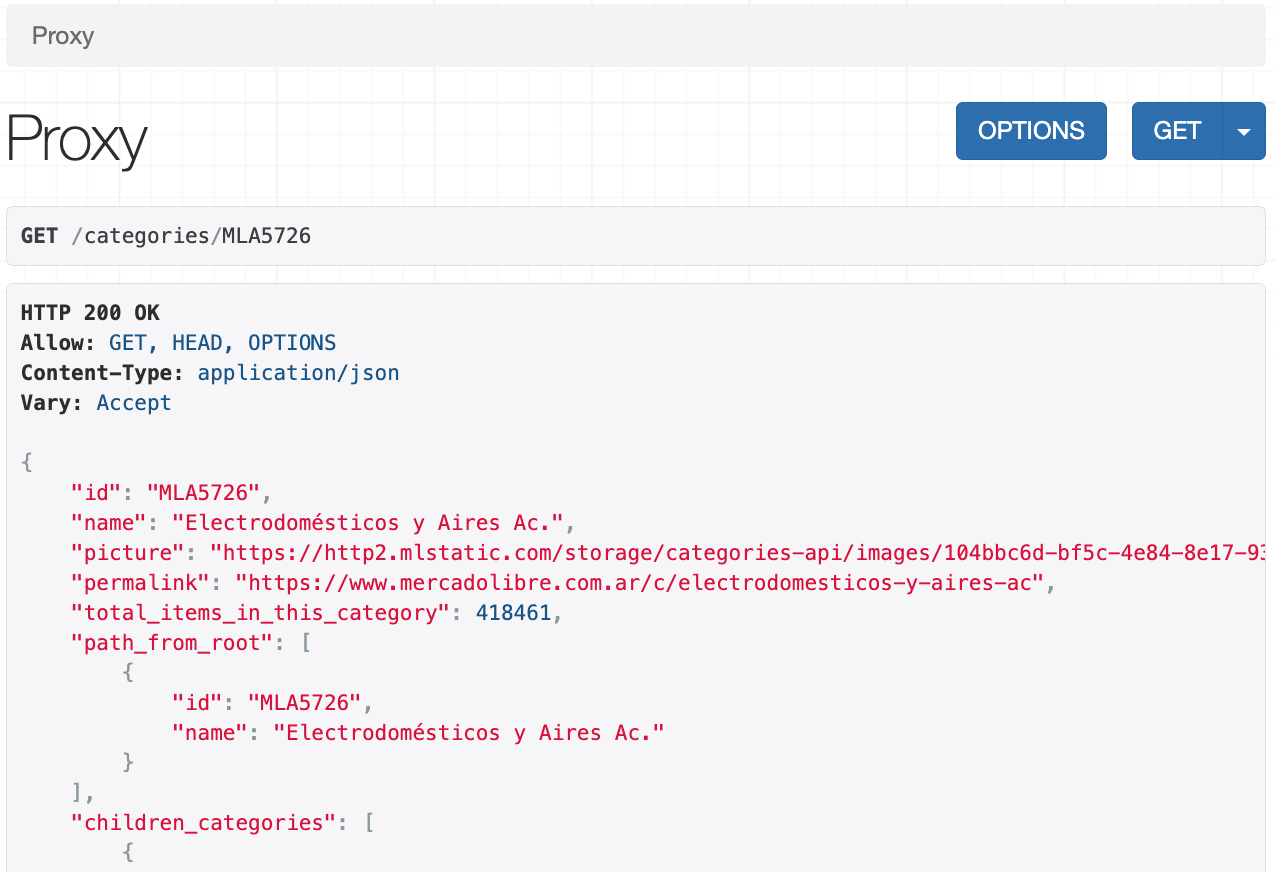 Proxy
Proxy
OPTIONS
GET
GET /categories/MLA5726
HTTP 200 OK
Allow: GET, HEAD, OPTIONS
Content-Type: application/json
Vary: Accept
{
"id": "MLA5726",
"name": "Electrodomésticos y Aires Ac.",
"picture": "https://http2.mlstatic.com/storage/categories-api/images/104bbc6d-bf5c-4e84-8e17-93
"permalink": "https://www.mercadolibre.com.ar/c/electrodomesticos-y-aires-ac",
"total_items_in_this_category": 418461,
"path_from_root": [
{
"id": "MLA5726",
"name": "Electrodomésticos y Aires Ac."
}
],
"children_categories": [
{